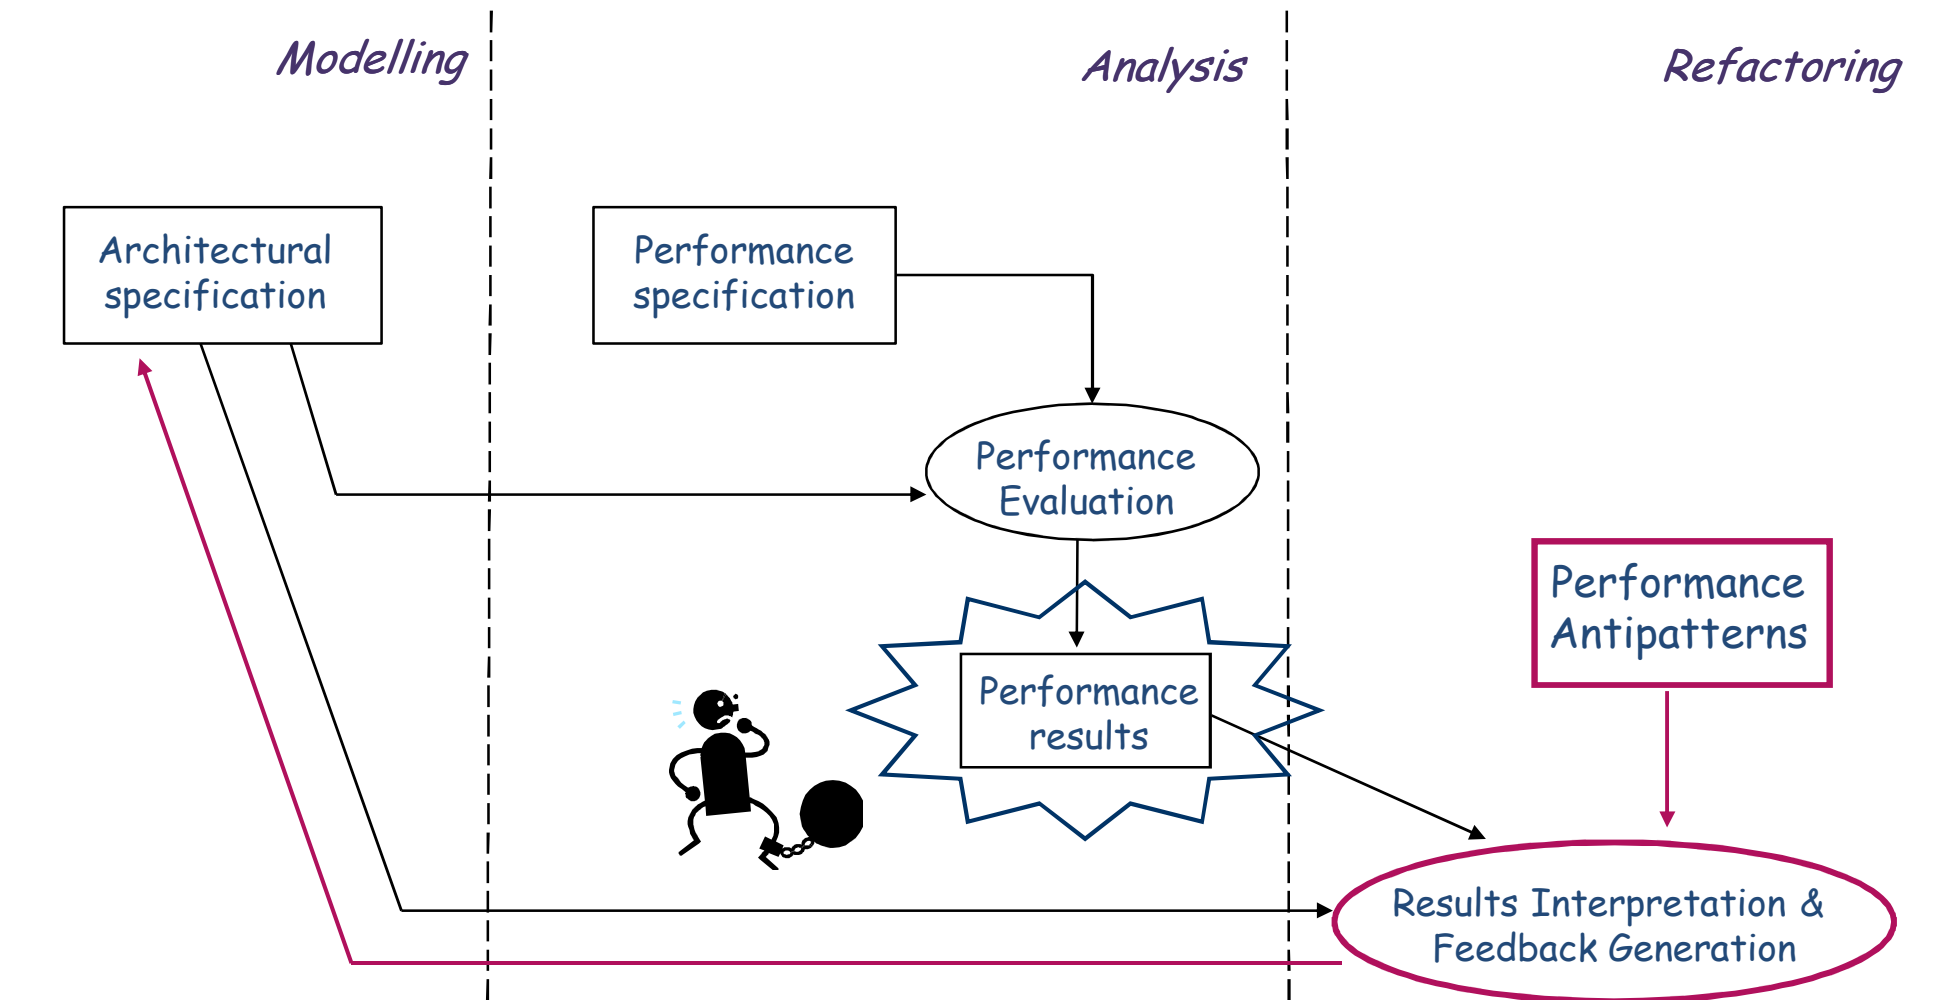 Modelling
Analysis
Refactoring
Architectural
specification
Performance
specification
Performance
Evaluation
Performance
Antipatterns
Performance
results
Results Interpretation &
Feedback Generation